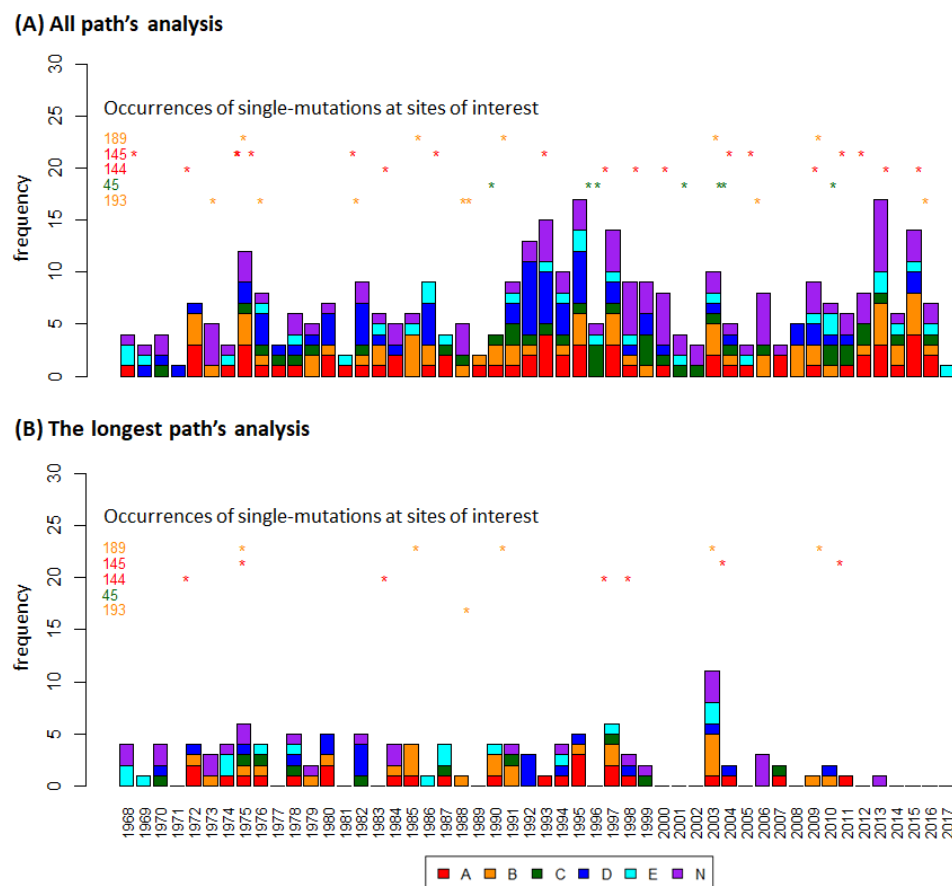 (A) All path's analysis
frequency
30
25
20
15
10
5
0
Occurrences of single-mutations at sites of interest
189 * * * * *
145 * * * * * * * * * *
144 * * * * * * * *
45 * * * * * * *
193 * * * * * * *
(B) The longest path's analysis
frequency
30
25
20
15
10
5
0
Occurrences of single-mutations at sites of interest
189 * * * * *
145 * * *
144 * * * *
45
193 *
1968 1969 1970 1971 1972 1973 1974 1975 1976 1977 1978 1979 1980 1981 1982 1983 1984 1985 1986 1987 1988 1989 1990 1991 1992 1993 1994 1995 1996 1997 1998 1999 2000 2001 2002 2003 2004 2005 2006 2007 2008 2009 2010 2011 2012 2013 2014 2015 2016 2017
A B C D E N